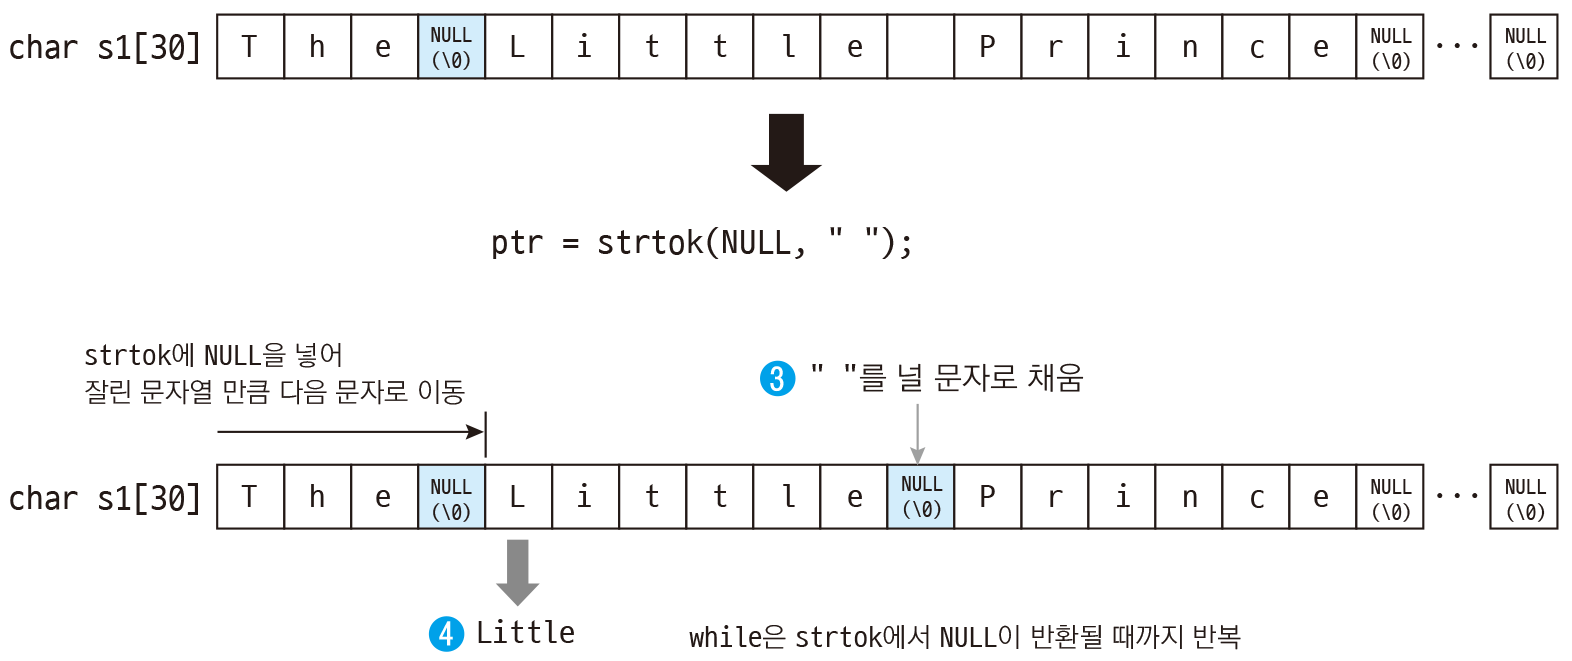 char s1[30] T h e NULL (\0) L i t t l e P r i n c e NULL (\0) ··· NULL (\0)
ptr = strtok(NULL, " ");
strtok에 NULL을 넣어
잘린 문자열 만큼 다음 문자로 이동
3 " "를 널 문자로 채움
char s1[30] T h e NULL (\0) L i t t l e NULL (\0) P r i n c e NULL (\0) ··· NULL (\0)
4 Little
while은 strtok에서 NULL이 반환될 때까지 반복